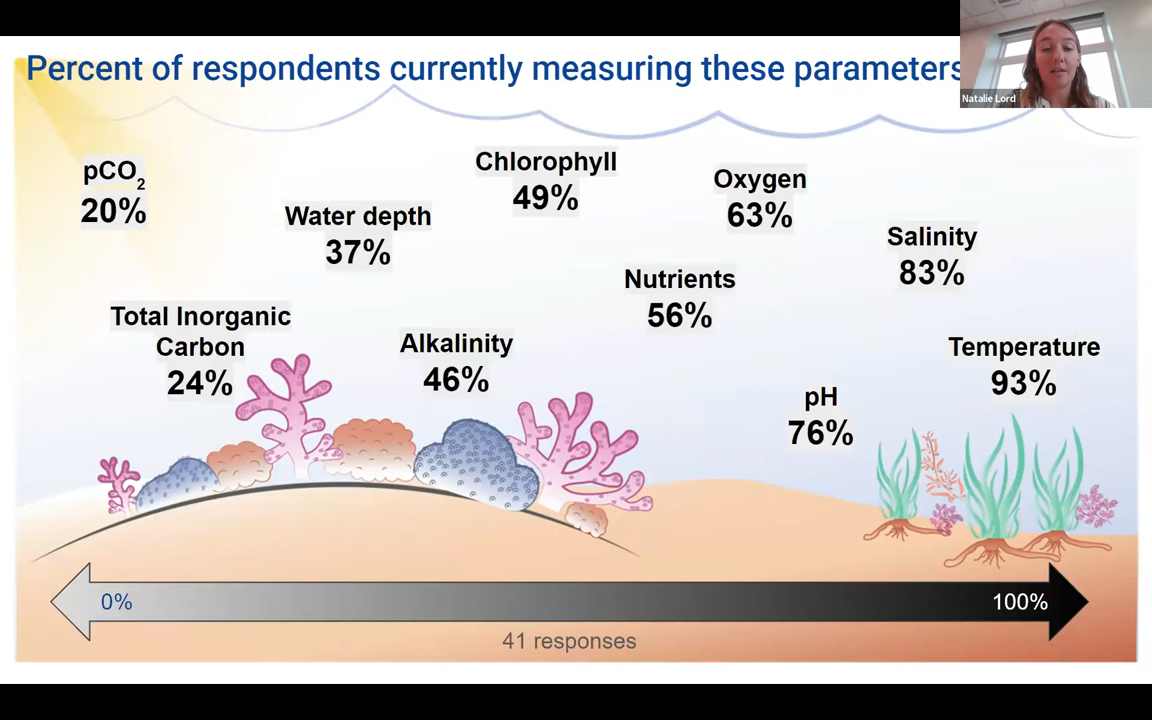 Percent of respondents currently measuring these parameters
Natalie Lord
pCO₂
20%
Water depth
37%
Chlorophyll
49%
Oxygen
63%
Salinity
83%
Nutrients
56%
Total Inorganic
Carbon
24%
Alkalinity
46%
Temperature
93%
pH
76%
0%
100%
41 responses